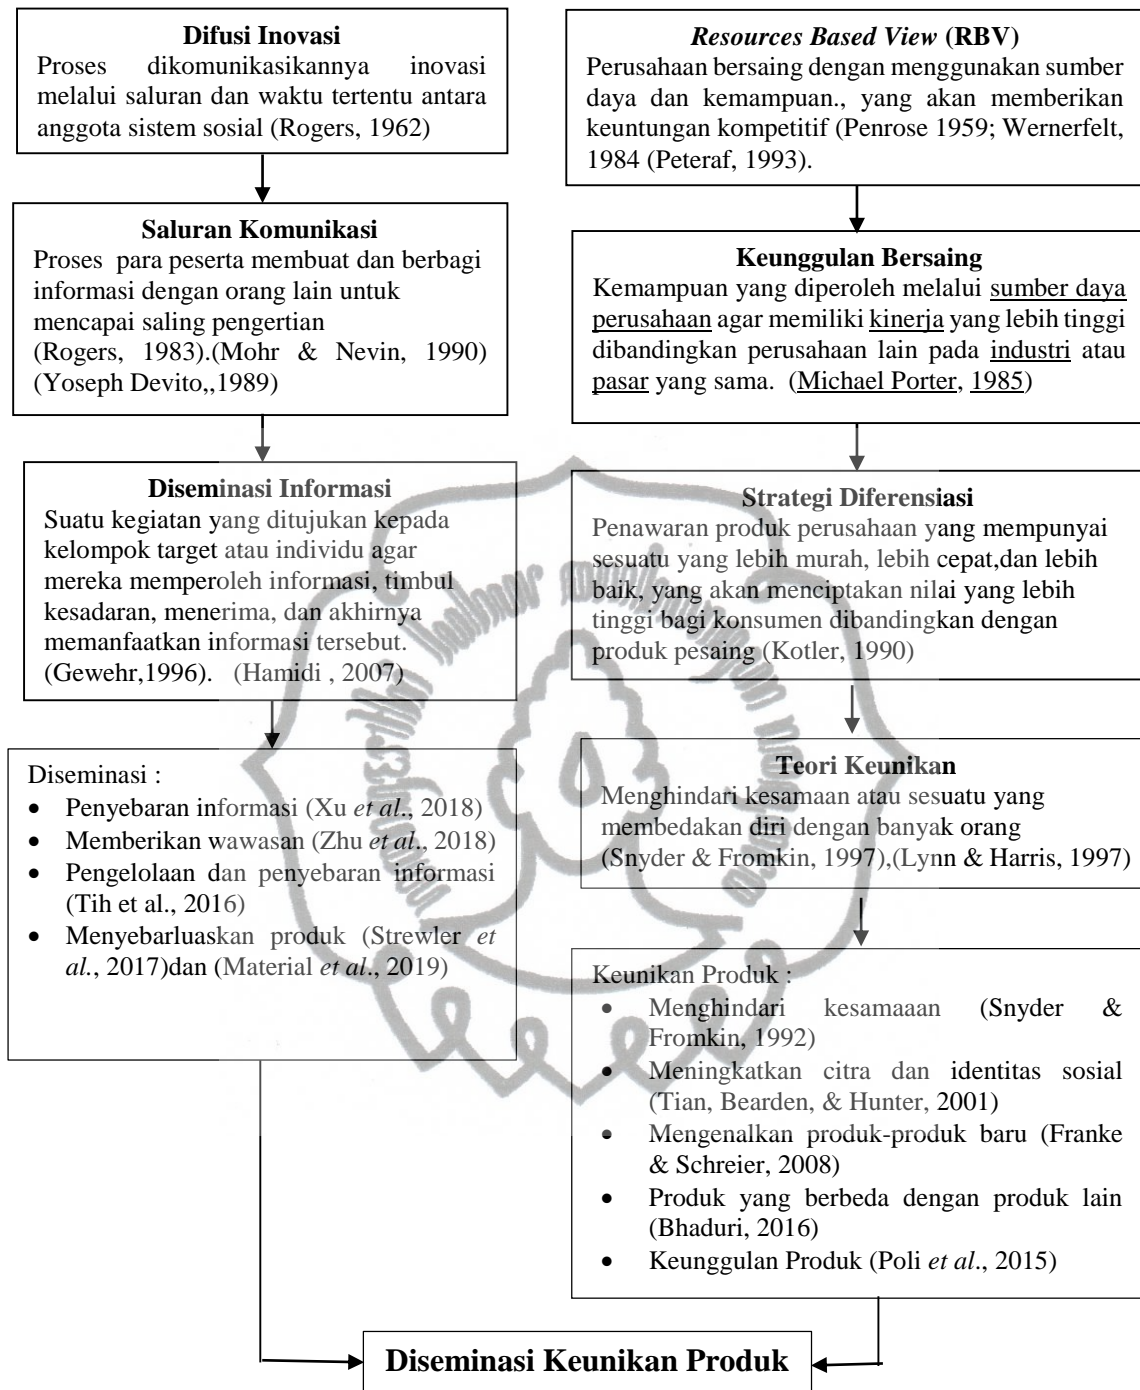 Difusi Inovasi
Proses dikomunikasikannya inovasi
melalui saluran dan waktu tertentu antara
anggota sistem sosial (Rogers, 1962)
Saluran Komunikasi
Proses para peserta membuat dan berbagi
informasi dengan orang lain untuk
mencapai saling pengertian
(Rogers, 1983).(Mohr & Nevin, 1990)
(Yoseph Devito,,1989)
Diseminasi Informasi
Suatu kegiatan yang ditujukan kepada
kelompok target atau individu agar
mereka memperoleh informasi, timbul
kesadaran, menerima, dan akhirnya
memanfaatkan informasi tersebut.
(Gewehr,1996). (Hamidi , 2007)
Diseminasi :
• Penyebaran informasi (Xu et al., 2018)
• Memberikan wawasan (Zhu et al., 2018)
• Pengelolaan dan penyebaran informasi
(Tih et al., 2016)
• Menyebarluaskan produk (Strewler et
al., 2017)dan (Material et al., 2019)
Resources Based View (RBV)
Perusahaan bersaing dengan menggunakan sumber
daya dan kemampuan., yang akan memberikan
keuntungan kompetitif (Penrose 1959; Wernerfelt,
1984 (Peteraf, 1993).
Keunggulan Bersaing
Kemampuan yang diperoleh melalui sumber daya
perusahaan agar memiliki kinerja yang lebih tinggi
dibandingkan perusahaan lain pada industri atau
pasar yang sama. (Michael Porter, 1985)
Strategi Diferensiasi
Penawaran produk perusahaan yang mempunyai
sesuatu yang lebih murah, lebih cepat,dan lebih
baik, yang akan menciptakan nilai yang lebih
tinggi bagi konsumen dibandingkan dengan
produk pesaing (Kotler, 1990)
Teori Keunikan
Menghindari kesamaan atau sesuatu yang
membedakan diri dengan banyak orang
(Snyder & Fromkin, 1997),(Lynn & Harris, 1997)
Keunikan Produk :
• Menghindari kesamaaan (Snyder &
Fromkin, 1992)
• Meningkatkan citra dan identitas sosial
(Tian, Bearden, & Hunter, 2001)
• Mengenalkan produk-produk baru (Franke
& Schreier, 2008)
• Produk yang berbeda dengan produk lain
(Bhaduri, 2016)
• Keunggulan Produk (Poli et al., 2015)
Diseminasi Keunikan Produk